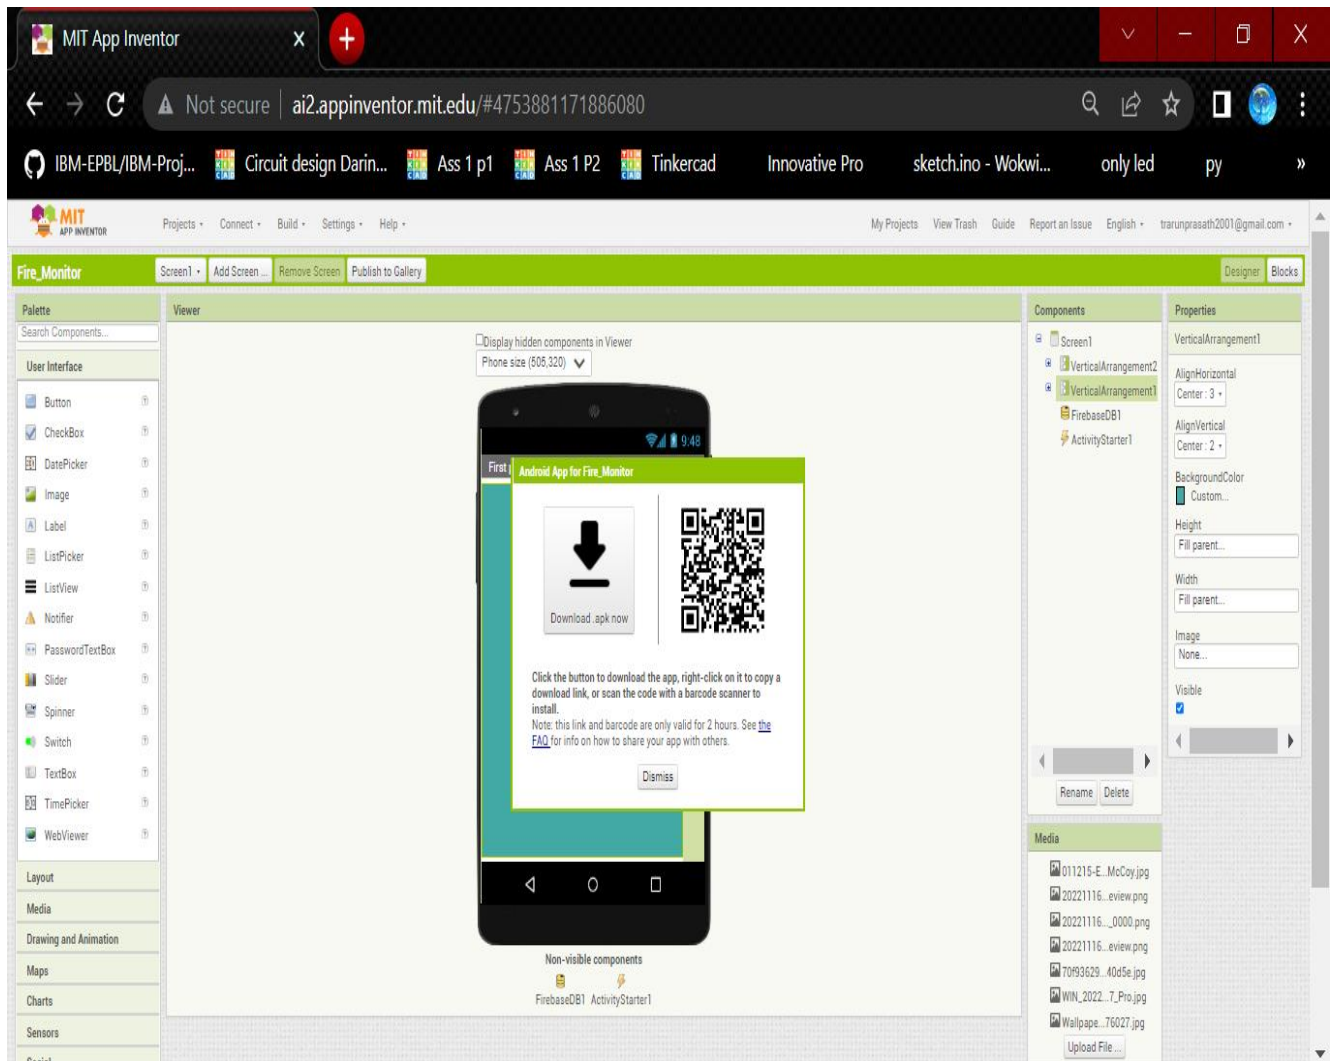 MIT App Inventor
Not secure | ai2.appinventor.mit.edu/#4753881171886080
IBM-EPBL/IBM-Proj... Circuit design Darin... Ass 1 p1 Ass 1 P2 Tinkercad Innovative Pro sketch.ino - Wokwi... only led py »
MIT
APP INVENTOR
Projects Connect Build Settings Help
My Projects View Trash Guide Report an Issue English trarunprasath2001@gmail.com
Fire_Monitor Screen1 Add Screen ... Remove Screen Publish to Gallery Designer Blocks
Palette
Search Components...
User Interface
Button
CheckBox
DatePicker
Image
Label
ListPicker
ListView
Notifier
PasswordTextBox
Slider
Spinner
Switch
TextBox
TimePicker
WebViewer
Layout
Media
Drawing and Animation
Maps
Charts
Sensors
Social
Viewer
Display hidden components in Viewer
Phone size (505,320)
9:48
First
Android App for Fire_Monitor
Download .apk now
Click the button to download the app, right-click on it to copy a
download link, or scan the code with a barcode scanner to
install.
Note: this link and barcode are only valid for 2 hours. See the
FAQ for info on how to share your app with others.
Dismiss
Non-visible components
FirebaseDB1 ActivityStarter1
Components
Screen1
VerticalArrangement2
VerticalArrangement1
FirebaseDB1
ActivityStarter1
Rename Delete
Media
011215-E...McCoy.jpg
20221116...eview.png
20221116..._0000.png
20221116...eview.png
70f93629...40d5e.jpg
WIN_2022...7_Pro.jpg
Wallpape...76027.jpg
Upload File ...
Properties
VerticalArrangement1
AlignHorizontal
Center : 3
AlignVertical
Center : 2
BackgroundColor
Custom...
Height
Fill parent...
Width
Fill parent...
Image
None...
Visible